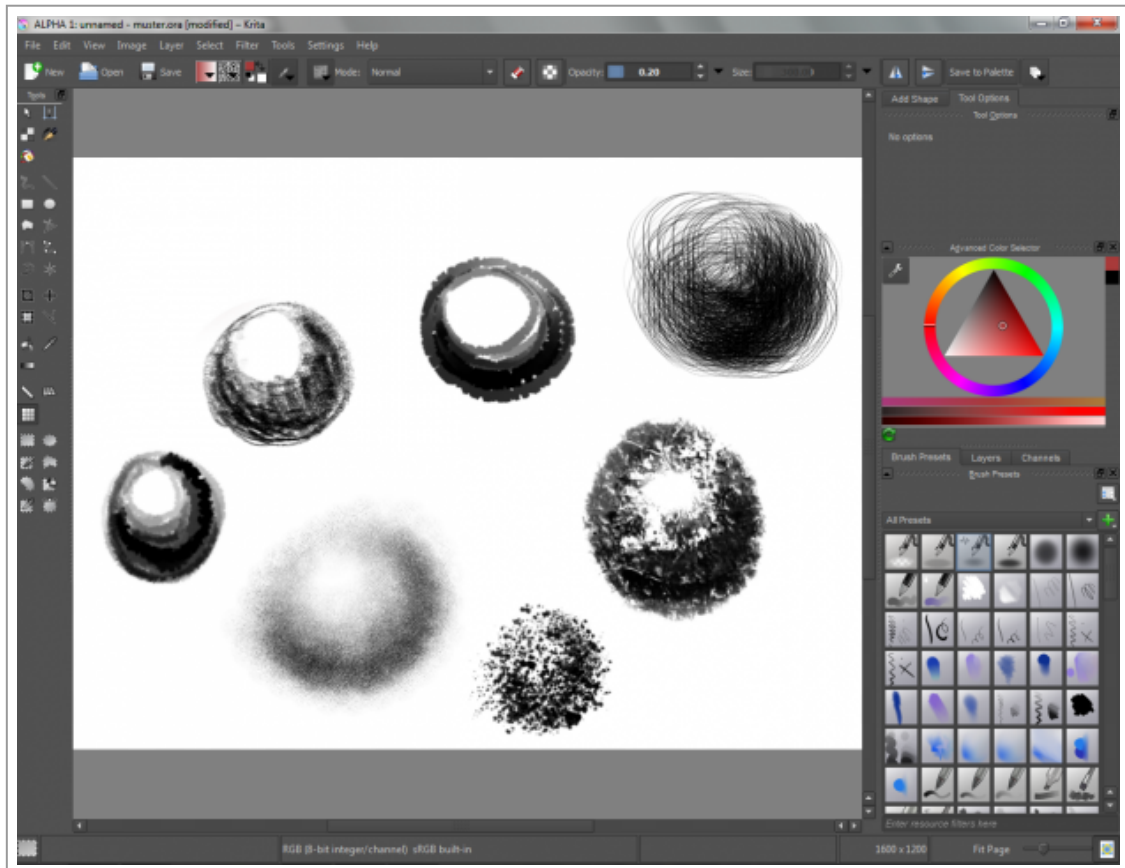 ALPHA 1: unnamed - muster.ora [modified] – Krita
File Edit View Image Layer Select Filter Tools Settings Help
New Open Save Mode: Normal Opacity: 0.20 Size: Save to Palette
Tools
Add Shape Tool Options
Tool Options
No options
Advanced Color Selector
Brush Presets Layers Channels
Brush Presets
All Presets
Enter resource filters here
RGB (8-bit integer/channel) sRGB built-in 1600 x 1200 Fit Page